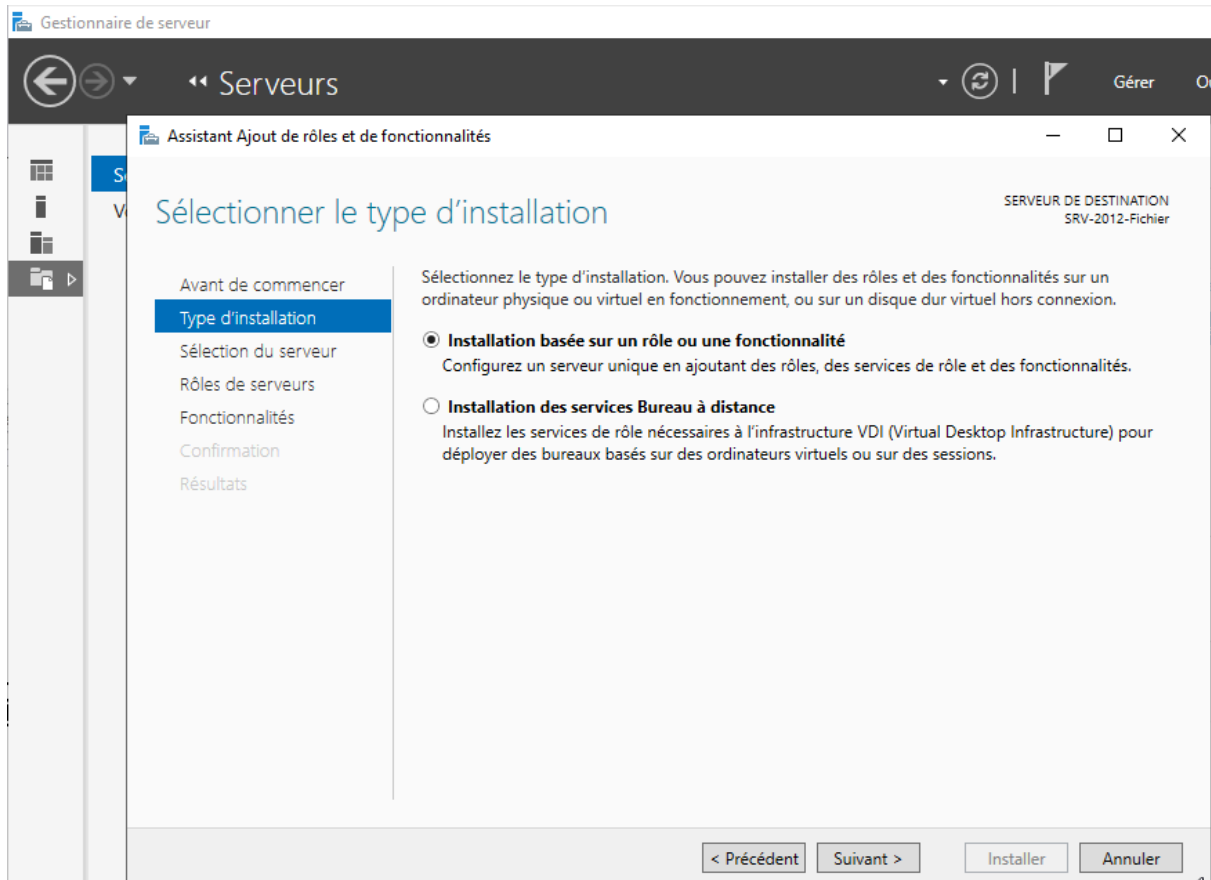 Gestionnaire de serveur
Serveurs
Gérer
Assistant Ajout de rôles et de fonctionnalités
Sélectionner le type d'installation
SERVEUR DE DESTINATION
SRV-2012-Fichier
Avant de commencer
Type d'installation
Sélection du serveur
Rôles de serveurs
Fonctionnalités
Confirmation
Résultats
Sélectionnez le type d'installation. Vous pouvez installer des rôles et des fonctionnalités sur un
ordinateur physique ou virtuel en fonctionnement, ou sur un disque dur virtuel hors connexion.
Installation basée sur un rôle ou une fonctionnalité
Configurez un serveur unique en ajoutant des rôles, des services de rôle et des fonctionnalités.
Installation des services Bureau à distance
Installez les services de rôle nécessaires à l'infrastructure VDI (Virtual Desktop Infrastructure) pour
déployer des bureaux basés sur des ordinateurs virtuels ou sur des sessions.
< Précédent
Suivant >
Installer
Annuler